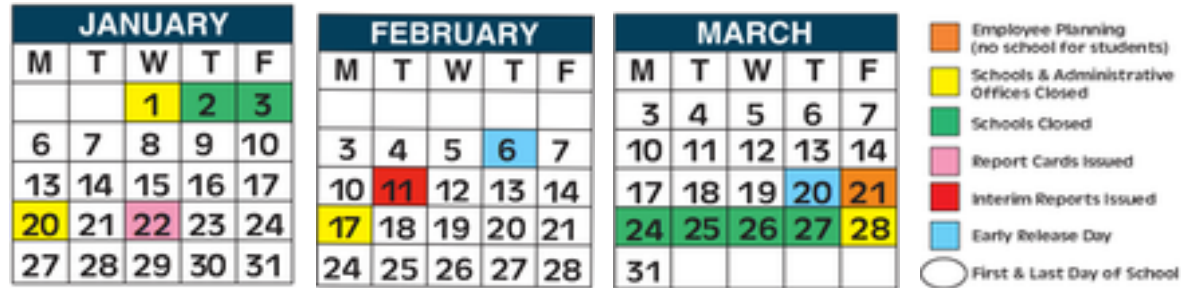 JANUARY
M T W T F
1 2 3
6 7 8 9 10
13 14 15 16 17
20 21 22 23 24
27 28 29 30 31
FEBRUARY
M T W T F
3 4 5 6 7
10 11 12 13 14
17 18 19 20 21
24 25 26 27 28
MARCH
M T W T F
3 4 5 6 7
10 11 12 13 14
17 18 19 20 21
24 25 26 27 28
31
Employee Planning
(no school for students)
Schools & Administrative
Offices Closed
Schools Closed
Report Cards Issued
Interim Reports Issued
Early Release Day
First & Last Day of School